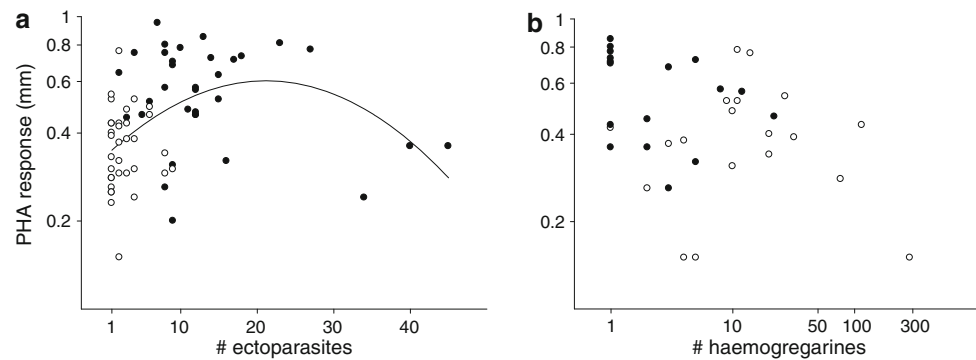 a
1
0.8
0.6
0.4
0.2
PHA response (mm)
1 10 20 30 40
# ectoparasites
b
1
0.8
0.6
0.4
0.2
1 10 50 100 300
# haemogregarines